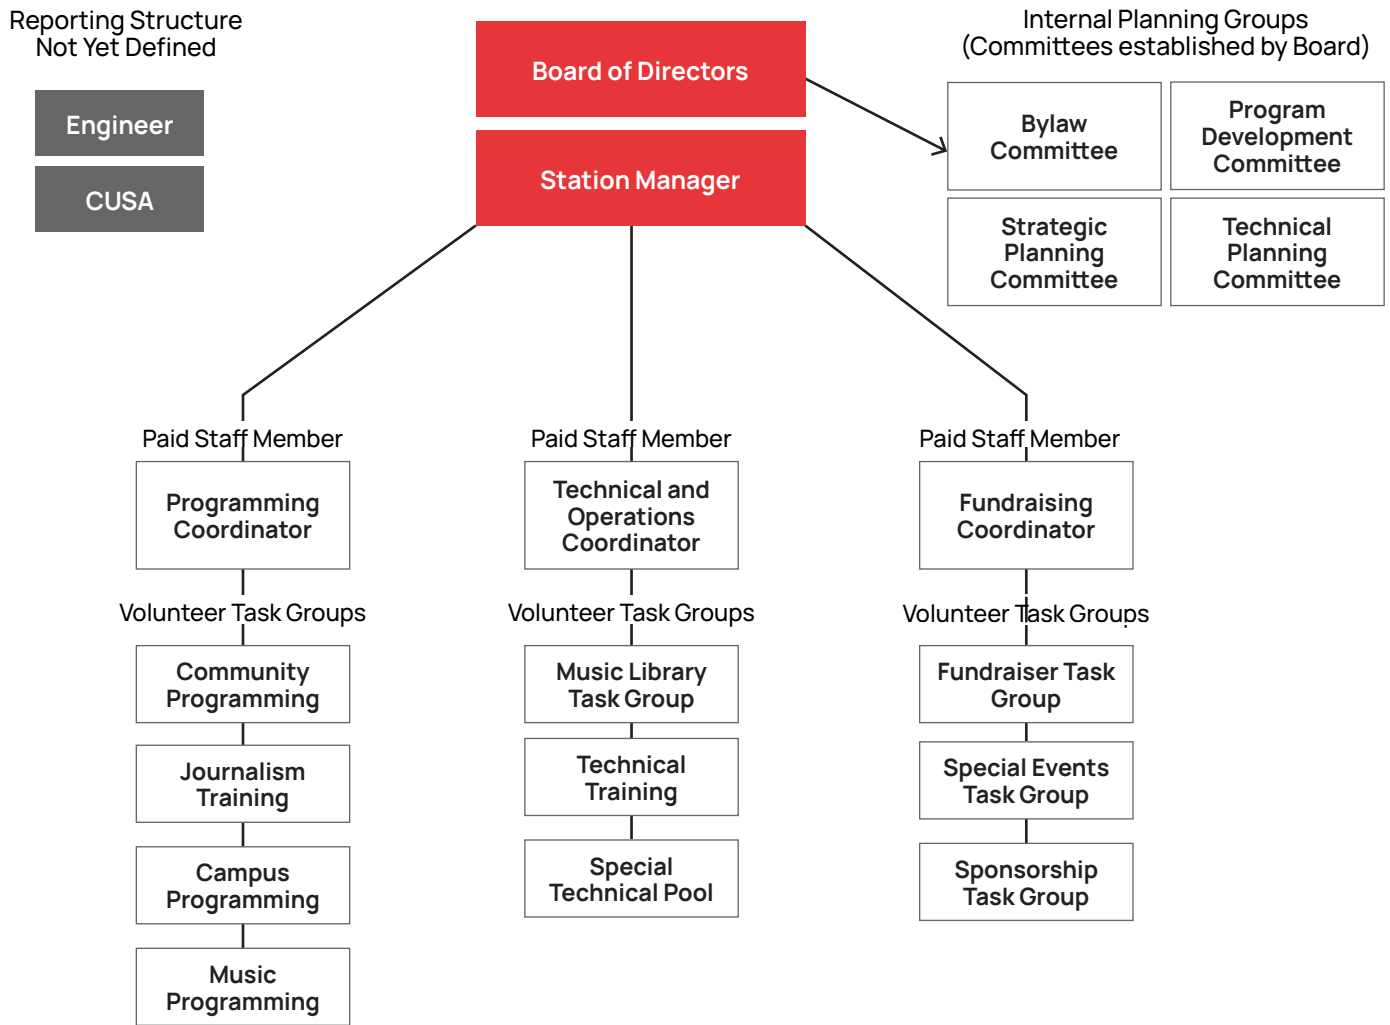 Reporting Structure
Not Yet Defined
Engineer
CUSA
Board of Directors
Station Manager
Internal Planning Groups
(Committees established by Board)
Bylaw
Committee
Program
Development
Committee
Strategic
Planning
Committee
Technical
Planning
Committee
Paid Staff Member
Programming
Coordinator
Volunteer Task Groups
Community
Programming
Journalism
Training
Campus
Programming
Music
Programming
Paid Staff Member
Technical and
Operations
Coordinator
Volunteer Task Groups
Music Library
Task Group
Technical
Training
Special
Technical Pool
Paid Staff Member
Fundraising
Coordinator
Volunteer Task Groups
Fundraiser Task
Group
Special Events
Task Group
Sponsorship
Task Group